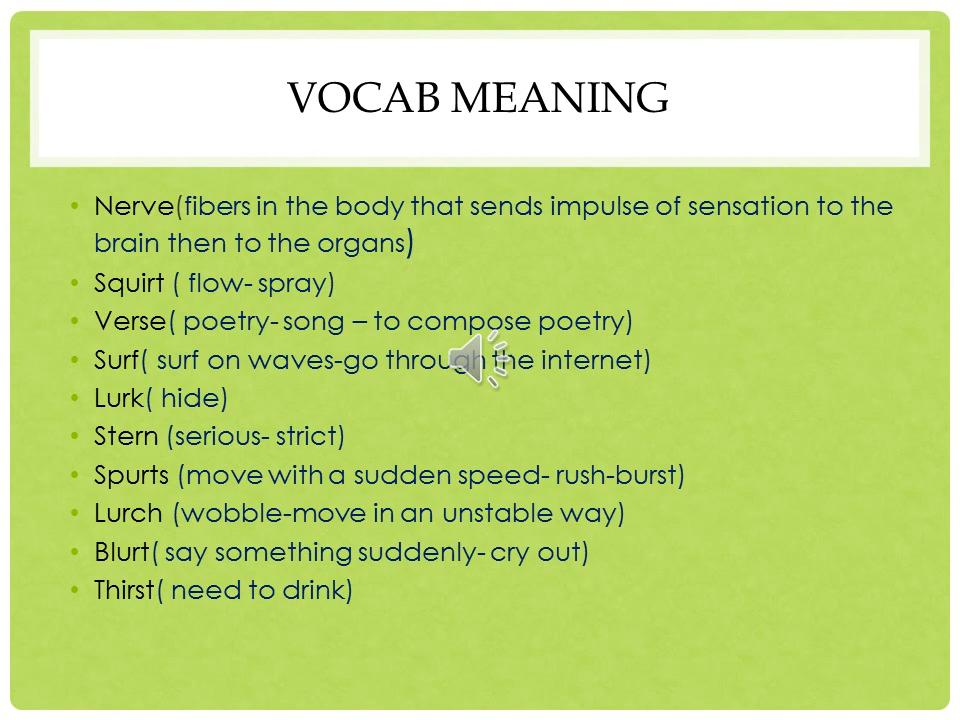 VOCAB MEANING
• Nerve(fibers in the body that sends impulse of sensation to the
brain then to the organs)
• Squirt ( flow- spray)
• Verse( poetry- song – to compose poetry)
• Surf( surf on waves-go through the internet)
• Lurk( hide)
• Stern (serious- strict)
• Spurts (move with a sudden speed- rush-burst)
• Lurch (wobble-move in an unstable way)
• Blurt( say something suddenly- cry out)
• Thirst( need to drink)